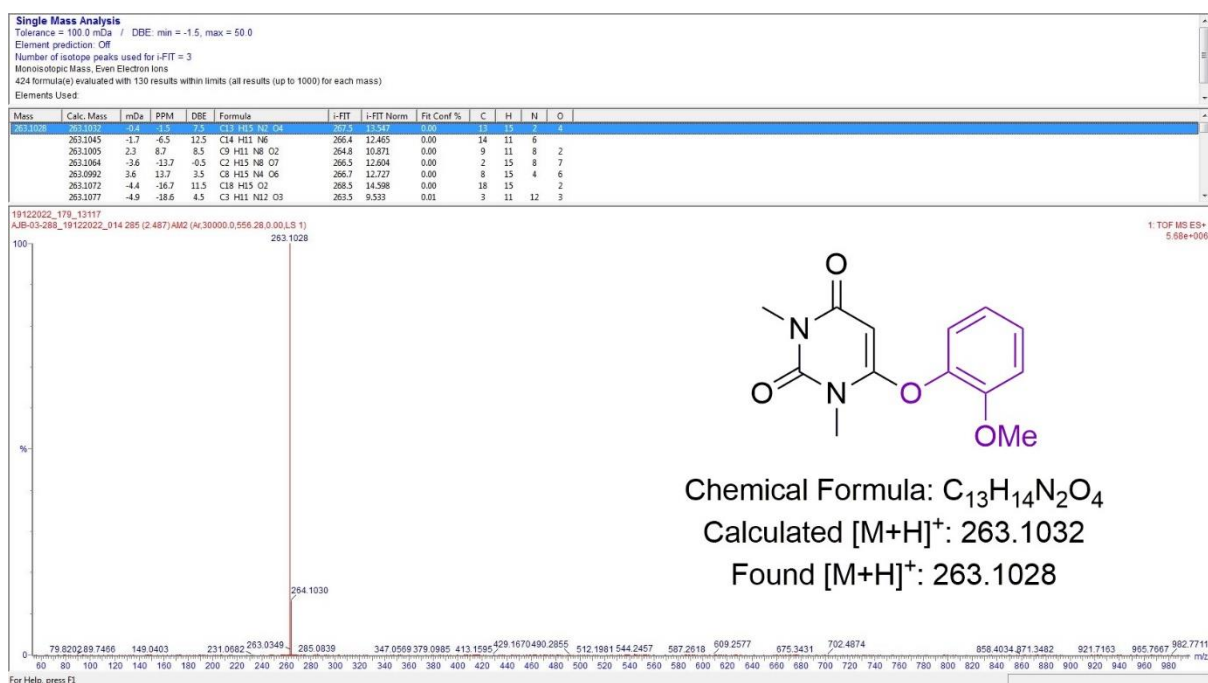 Single Mass Analysis
Tolerance = 100.0 mDa / DBE: min = -1.5, max = 50.0
Element prediction: Off
Number of isotope peaks used for i-FIT = 3
Monoisotopic Mass, Even Electron Ions
424 formula(e) evaluated with 130 results within limits (all results (up to 1000) for each mass)
Elements Used:
Mass Calc. Mass mDa PPM DBE Formula i-FIT i-FIT Norm Fit Conf % C H N O
263.1028 263.1032 -0.4 -1.5 7.5 C13 H15 N2 O4 267.5 13.547 0.00 13 15 2 4
263.1045 -1.7 -6.5 12.5 C14 H11 N6 266.4 12.465 0.00 14 11 6
263.1005 2.3 8.7 8.5 C9 H11 N8 O2 264.8 10.871 0.00 9 11 8 2
263.1064 -3.6 -13.7 -0.5 C2 H15 N8 O7 266.5 12.604 0.00 2 15 8 7
263.0992 3.6 13.7 3.5 C8 H15 N4 O6 266.7 12.727 0.00 8 15 4 6
263.1072 -4.4 -16.7 11.5 C18 H15 O2 268.5 14.598 0.00 18 15 2
263.1077 -4.9 -18.6 4.5 C3 H11 N12 O3 263.5 9.533 0.01 3 11 12 3
19122022_179_13117
AJB-03-288_19122022_014 285 (2.487) AM2 (Ar,30000.0,556.28,0.00,LS 1)
1: TOF MS ES+
5.68e+006
100
263.1028
O
N
O
N
O
OMe
%
Chemical Formula: C₁₃H₁₄N₂O₄
Calculated [M+H]⁺: 263.1032
Found [M+H]⁺: 263.1028
264.1030
79.8202 89.7466 149.0403 231.0682 263.0349 285.0839 347.0569 379.0985 413.1595 429.1670 490.2855 512.1981 544.2457 587.2618 609.2577 675.3431 702.4874 858.4034 871.3482 921.7163 965.7667 982.7711
0
m/z
60 80 100 120 140 160 180 200 220 240 260 280 300 320 340 360 380 400 420 440 460 480 500 520 540 560 580 600 620 640 660 680 700 720 740 760 780 800 820 840 860 880 900 920 940 960 980
For Help, press F1